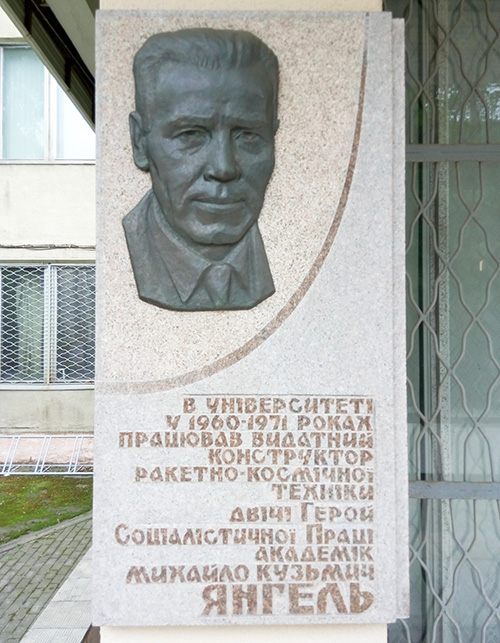 В УНІВЕРСИТЕТІ
У 1960-1971 РОКАХ
ПРАЦЮВАВ ВИДАТНИЙ
КОНСТРУКТОР
РАКЕТНО-КОСМІЧНОЇ
ТЕХНІКИ
ДВІЧІ ГЕРОЙ
СОЦІАЛІСТИЧНОЇ ПРАЦІ
АКАДЕМІК
МИХАЙЛО КУЗЬМИЧ
ЯНГЕЛЬ